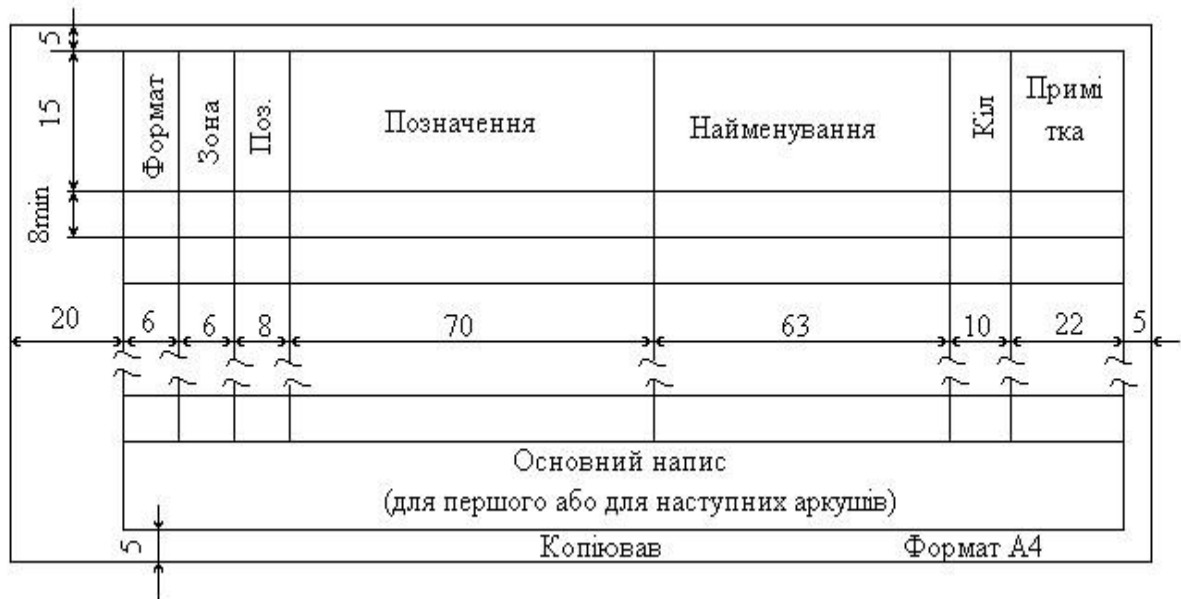 5
15
8min
Формат
Зона
Поз.
Позначення
Найменування
Кіл
Примі
тка
20
6
6
8
70
63
10
22
5
Основний напис
(для першого або для наступних аркушів)
5
Копіював
Формат А4